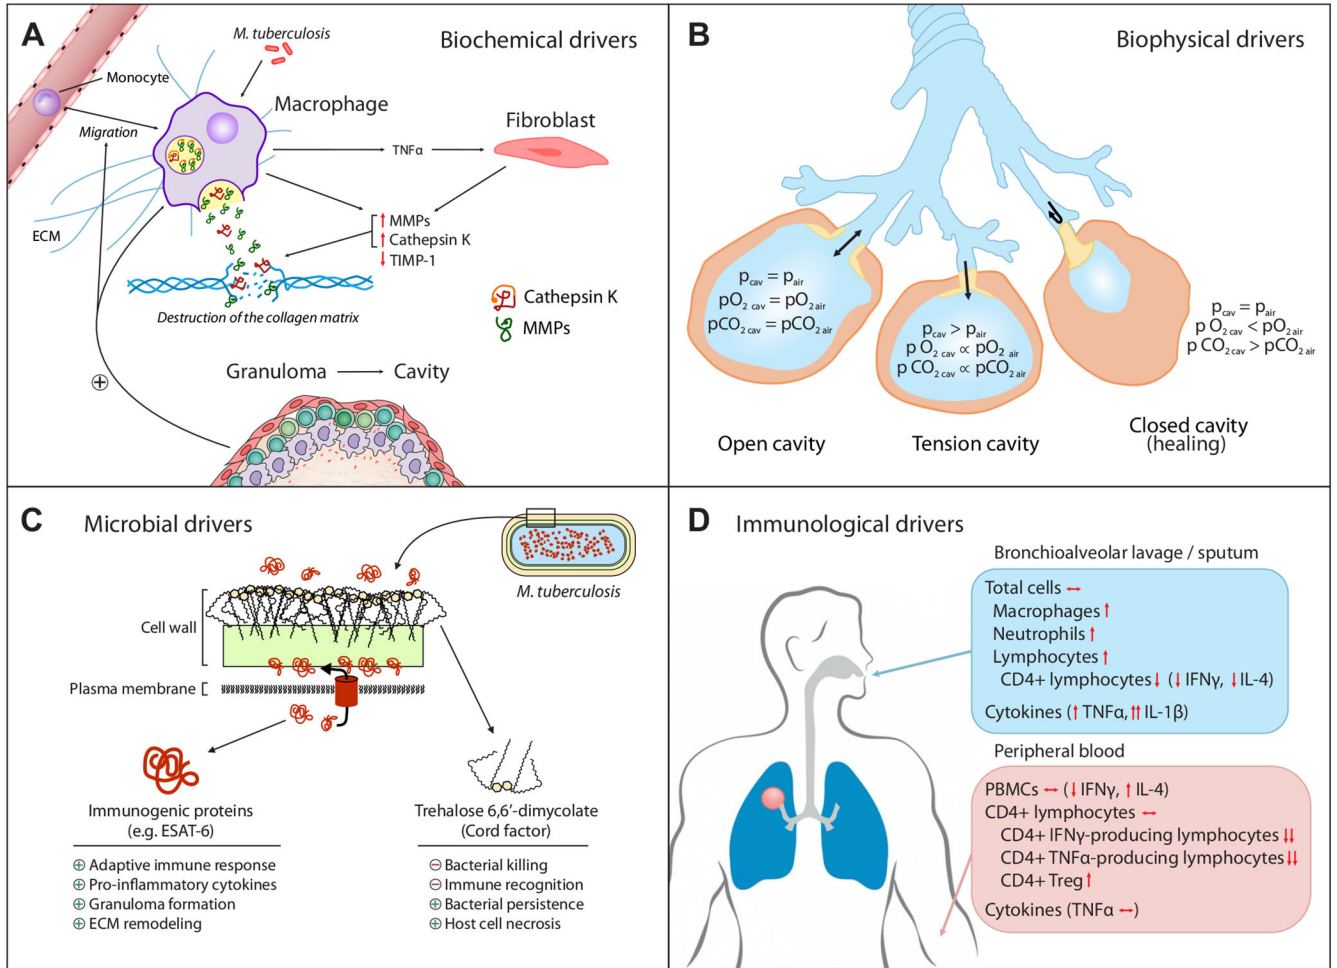 A
Biochemical drivers
M. tuberculosis
Monocyte
Macrophage
Migration
Fibroblast
TNFα
ECM
↑ MMPs
↑ Cathepsin K
↓ TIMP-1
Destruction of the collagen matrix
Cathepsin K
MMPs
Granuloma → Cavity
⊕
B
Biophysical drivers
p cav = p air
pO2 cav = pO2 air
pCO2 cav = pCO2 air
Open cavity
p cav > p air
p O2 cav ∝ pO2 air
p CO2 cav ∝ pCO2 air
Tension cavity
p cav = p air
p O2 cav < pO2 air
p CO2 cav > pCO2 air
Closed cavity
(healing)
C
Microbial drivers
M. tuberculosis
Cell wall
Plasma membrane
Immunogenic proteins
(e.g. ESAT-6)
⊕ Adaptive immune response
⊕ Pro-inflammatory cytokines
⊕ Granuloma formation
⊕ ECM remodeling
Trehalose 6,6′-dimycolate
(Cord factor)
⊖ Bacterial killing
⊖ Immune recognition
⊕ Bacterial persistence
⊕ Host cell necrosis
D
Immunological drivers
Bronchioalveolar lavage / sputum
Total cells ↔
Macrophages ↑
Neutrophils ↑
Lymphocytes ↑
CD4+ lymphocytes ↓ (↓ IFNγ, ↓ IL-4)
Cytokines (↑ TNFα, ↑↑ IL-1β)
Peripheral blood
PBMCs ↔ (↓ IFNγ, ↑ IL-4)
CD4+ lymphocytes ↔
CD4+ IFNγ-producing lymphocytes ↓↓
CD4+ TNFα-producing lymphocytes ↓↓
CD4+ Treg ↑
Cytokines (TNFα ↔)